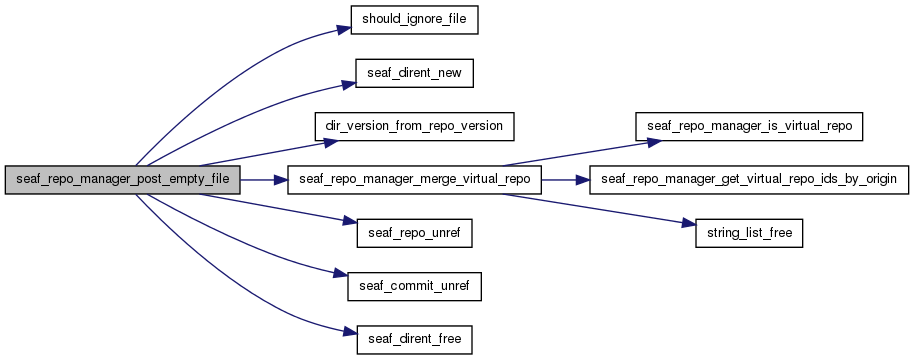 should_ignore_file
seaf_dirent_new
dir_version_from_repo_version
seaf_repo_manager_is_virtual_repo
seaf_repo_manager_post_empty_file
seaf_repo_manager_merge_virtual_repo
seaf_repo_manager_get_virtual_repo_ids_by_origin
seaf_repo_unref
string_list_free
seaf_commit_unref
seaf_dirent_free